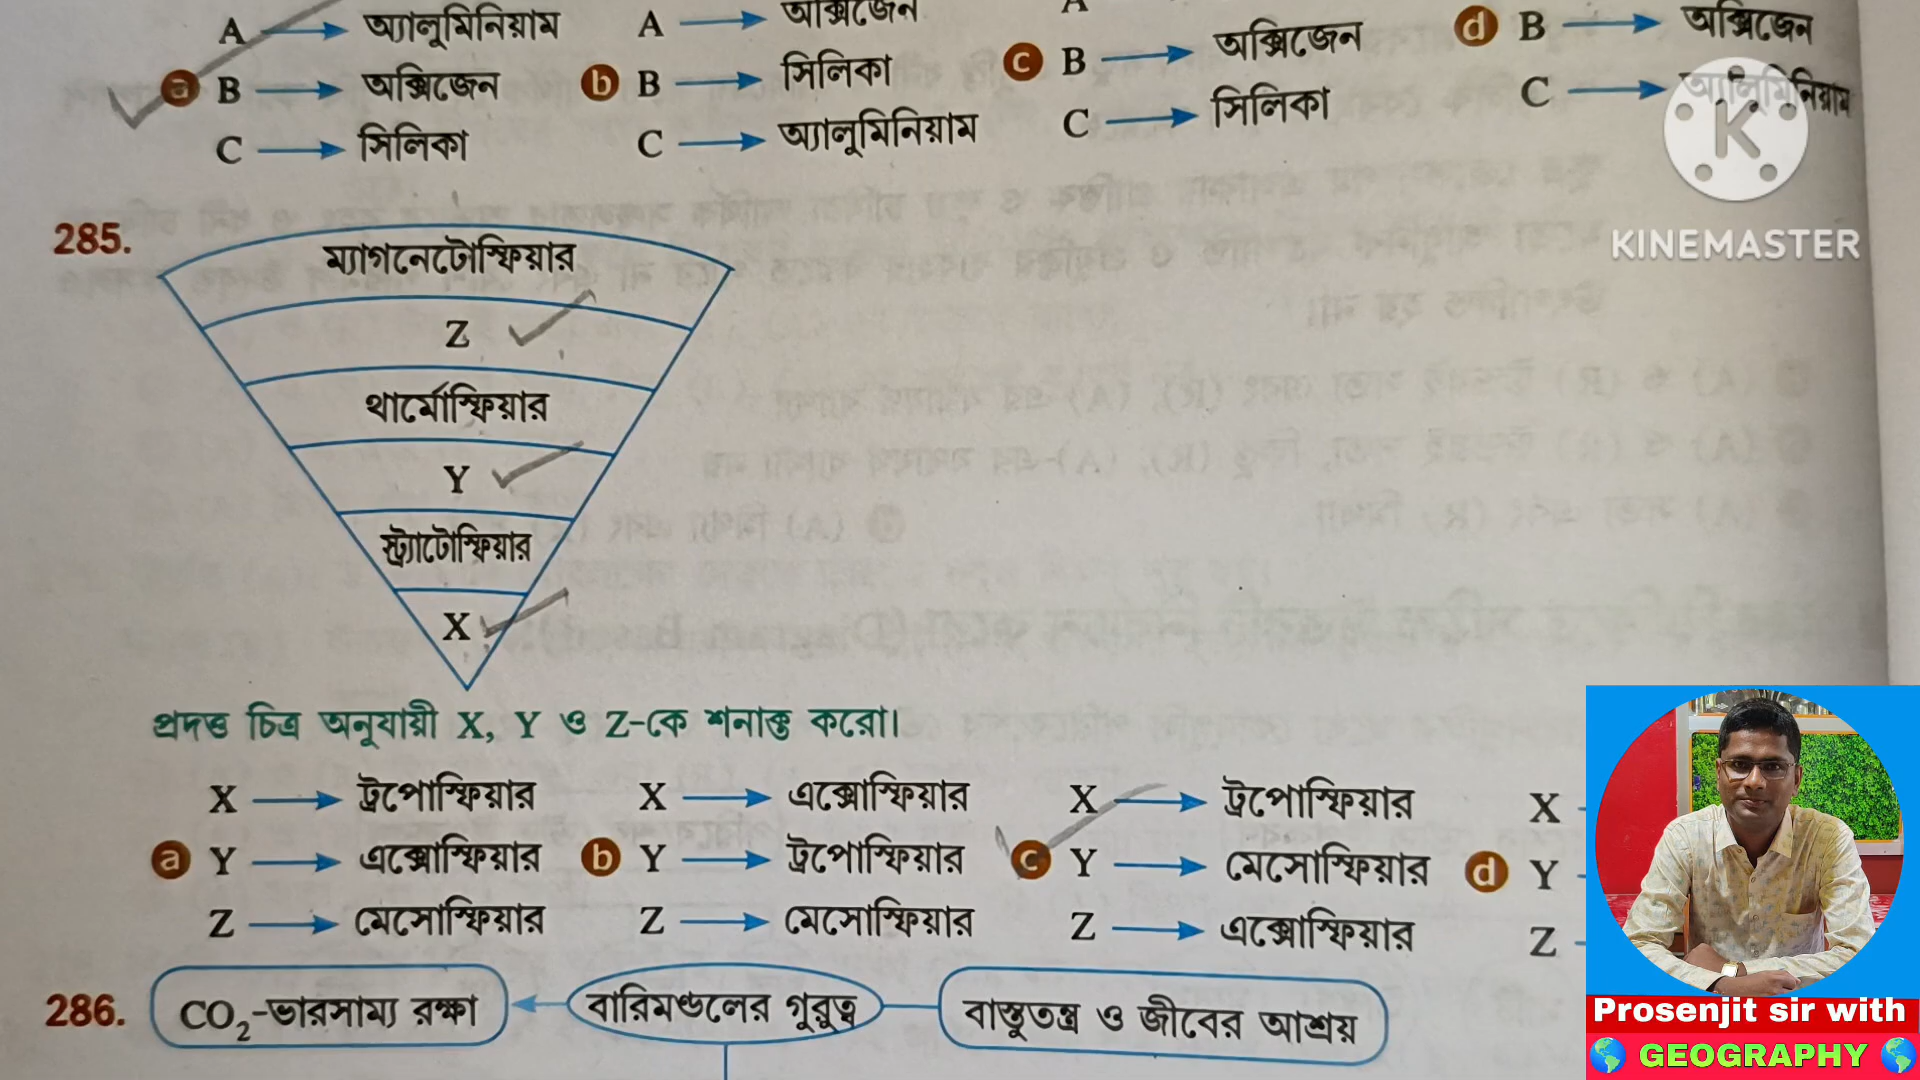 A → অ্যালুমিনিয়াম
a B → অক্সিজেন
C → সিলিকা
A → অক্সিজেন
b B → সিলিকা
C → অ্যালুমিনিয়াম
A
c B → অক্সিজেন
C → সিলিকা
d B → অক্সিজেন
C → অ্যালুমিনিয়াম
K
KINEMASTER
285.
ম্যাগনেটোস্ফিয়ার
Z
থার্মোস্ফিয়ার
Y
স্ট্র্যাটোস্ফিয়ার
X
প্রদত্ত চিত্র অনুযায়ী X, Y ও Z-কে শনাক্ত করো।
X → ট্রপোস্ফিয়ার
a Y → এক্সোস্ফিয়ার
Z → মেসোস্ফিয়ার
X → এক্সোস্ফিয়ার
b Y → ট্রপোস্ফিয়ার
Z → মেসোস্ফিয়ার
X → ট্রপোস্ফিয়ার
c Y → মেসোস্ফিয়ার
Z → এক্সোস্ফিয়ার
X
d Y
Z
286. CO₂-ভারসাম্য রক্ষা
বারিমণ্ডলের গুরুত্ব
বাস্তুতন্ত্র ও জীবের আশ্রয়
Prosenjit sir with
GEOGRAPHY